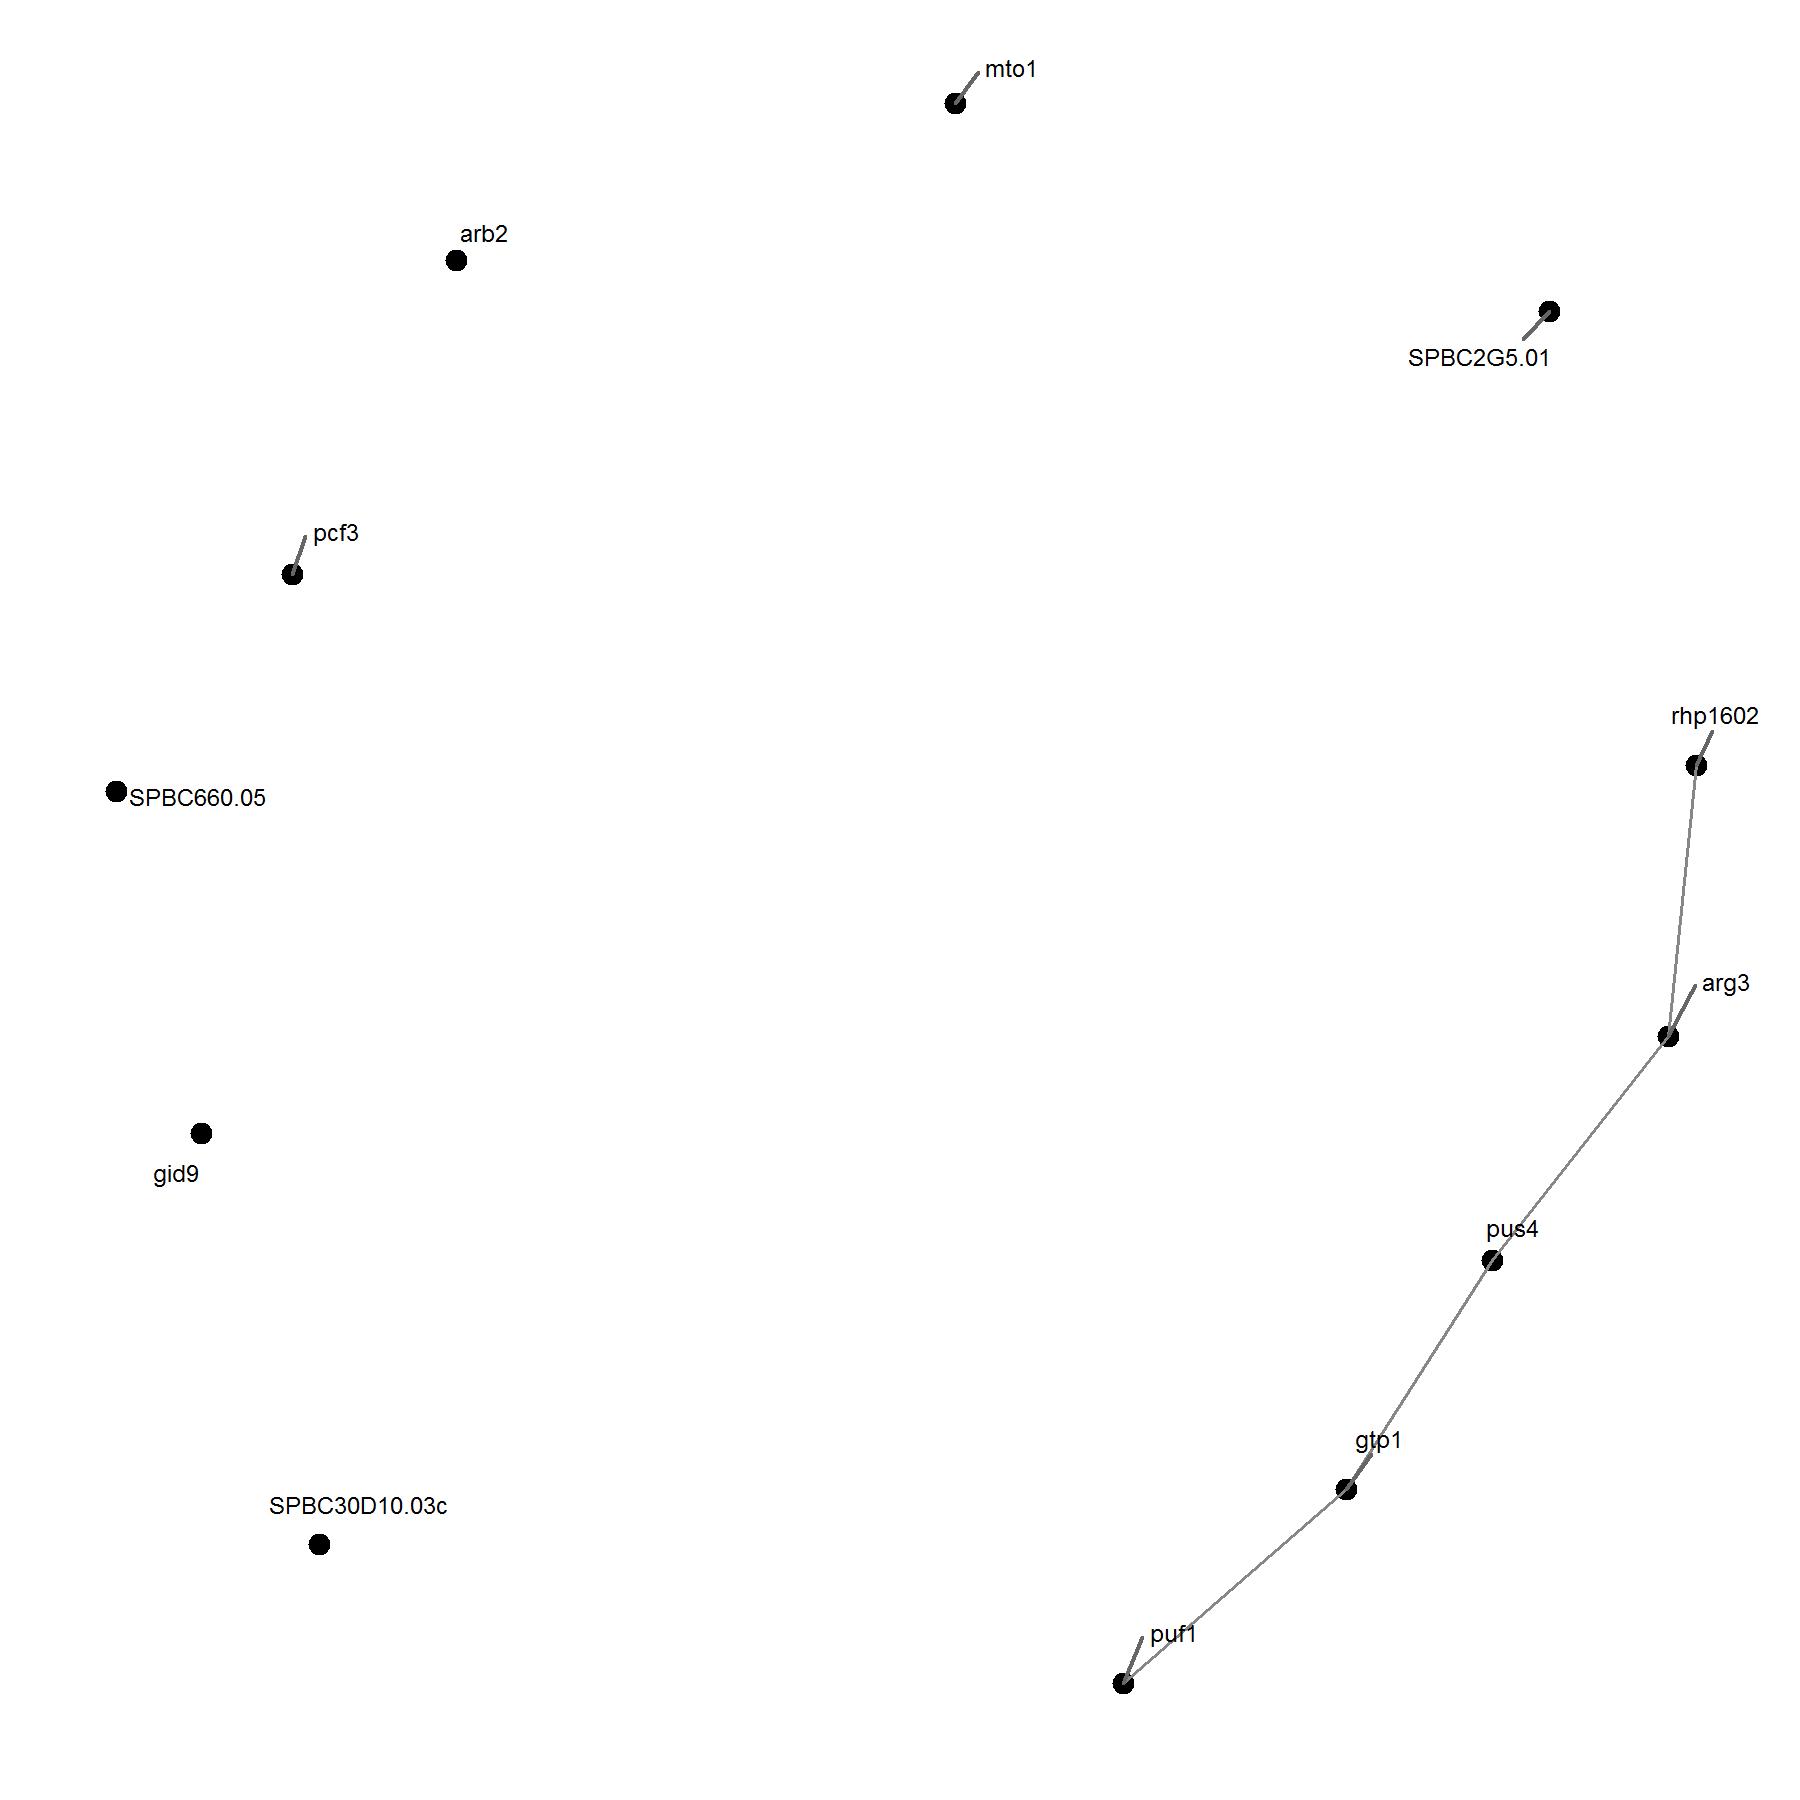 mto1
arb2
SPBC2G5.01
pcf3
rhp1602
SPBC660.05
arg3
gid9
pus4
gtp1
SPBC30D10.03c
puf1